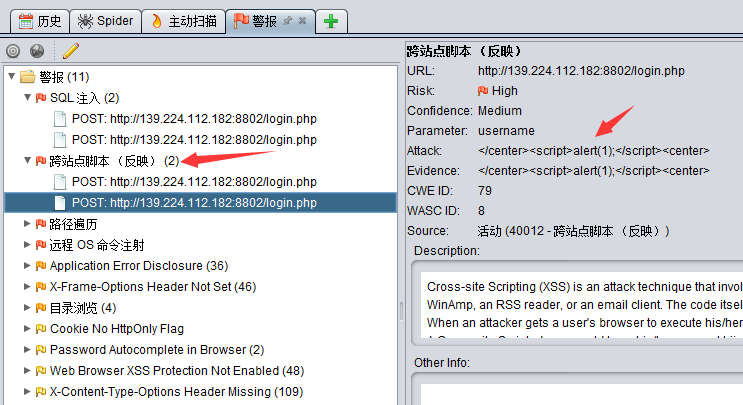 历史 Spider 主动扫描 警报
警报 (11)
SQL 注入 (2)
POST: http://139.224.112.182:8802/login.php
POST: http://139.224.112.182:8802/login.php
跨站点脚本 （反映） (2)
POST: http://139.224.112.182:8802/login.php
POST: http://139.224.112.182:8802/login.php
路径遍历
远程 OS 命令注射
Application Error Disclosure (36)
X-Frame-Options Header Not Set (46)
目录浏览 (4)
Cookie No HttpOnly Flag
Password Autocomplete in Browser (2)
Web Browser XSS Protection Not Enabled (48)
X-Content-Type-Options Header Missing (109)
跨站点脚本 （反映）
URL: http://139.224.112.182:8802/login.php
Risk: High
Confidence: Medium
Parameter: username
Attack: </center><script>alert(1);</script><center>
Evidence: </center><script>alert(1);</script><center>
CWE ID: 79
WASC ID: 8
Source: 活动 (40012 - 跨站点脚本 （反映）)
Description:
Cross-site Scripting (XSS) is an attack technique that invol
WinAmp, an RSS reader, or an email client. The code itsel
When an attacker gets a user's browser to execute his/her
Other Info: